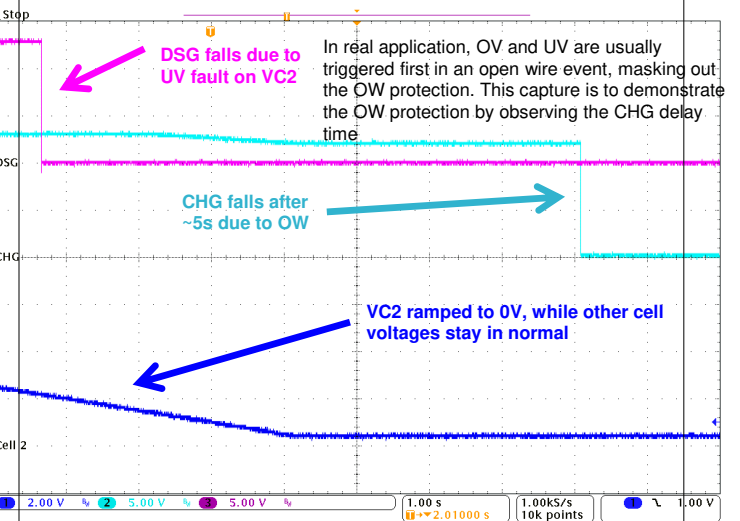 Stop
DSG falls due to
UV fault on VC2
In real application, OV and UV are usually
triggered first in an open wire event, masking out
the OW protection. This capture is to demonstrate
the OW protection by observing the CHG delay
time
DSG
CHG falls after
~5s due to OW
CHG
VC2 ramped to 0V, while other cell
voltages stay in normal
Cell 2
1 2.00 V 2 5.00 V 3 5.00 V
1.00 s
T→▼2.01000 s
1.00kS/s
10k points
1 1.00 V